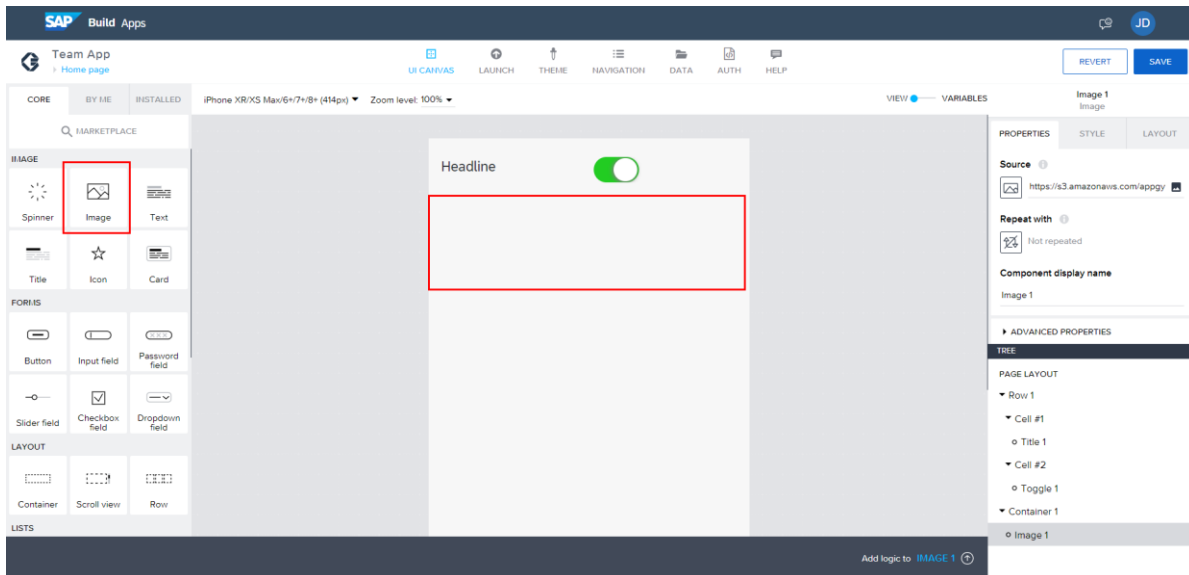 SAP Build Apps
JD
Team App
Home page
UI CANVAS LAUNCH THEME NAVIGATION DATA AUTH HELP
REVERT SAVE
CORE BY ME INSTALLED
iPhone XR/XS Max/6+/7+/8+ (414px) Zoom level: 100%
VIEW VARIABLES
Image 1
Image
MARKETPLACE
PROPERTIES STYLE LAYOUT
IMAGE
Spinner Image Text
Title Icon Card
FORMS
Button Input field Password field
Slider field Checkbox field Dropdown field
LAYOUT
Container Scroll view Row
LISTS
Headline
Source
https://s3.amazonaws.com/appgy
Repeat with
Not repeated
Component display name
Image 1
ADVANCED PROPERTIES
TREE
PAGE LAYOUT
Row 1
Cell #1
Title 1
Cell #2
Toggle 1
Container 1
Image 1
Add logic to IMAGE 1